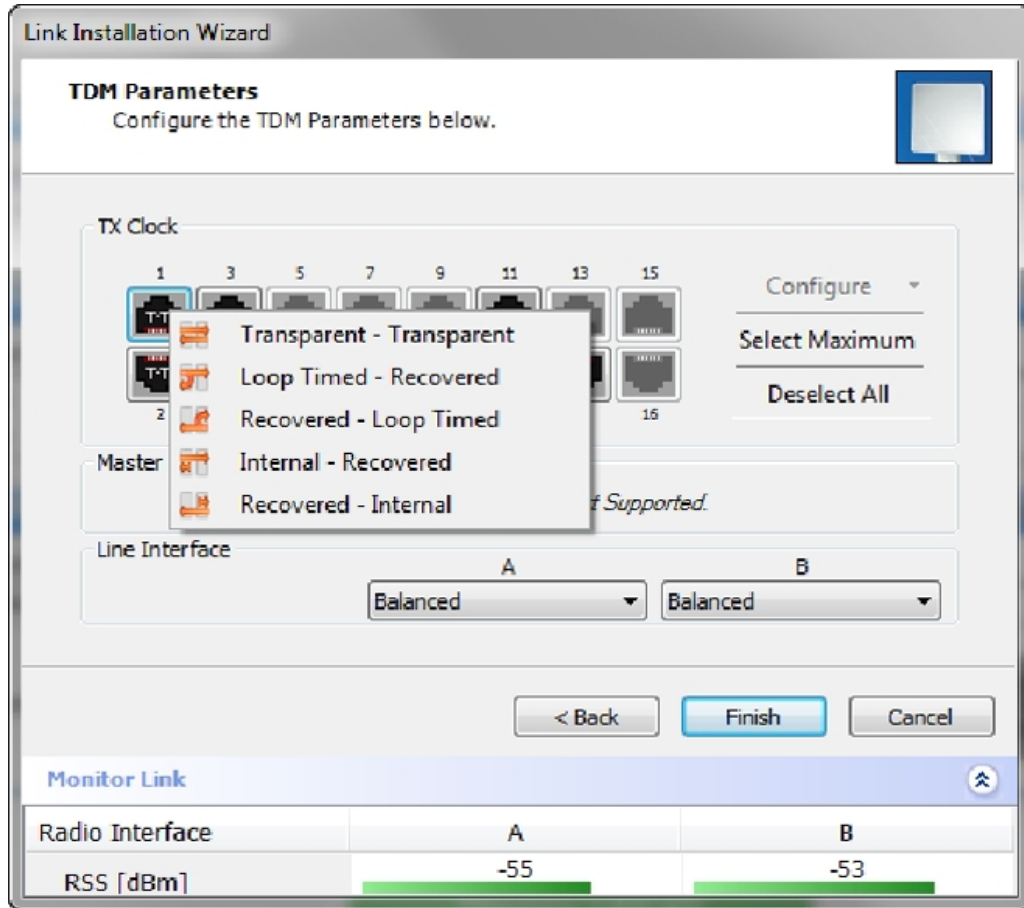 Link Installation Wizard
TDM Parameters
Configure the TDM Parameters below.
TX Clock
1 3 5 7 9 11 13 15
T-T
Configure
Transparent - Transparent
Select Maximum
Loop Timed - Recovered
T-T
Deselect All
2
Recovered - Loop Timed
16
Master
Internal - Recovered
Recovered - Internal
Supported.
Line Interface
A B
Balanced Balanced
< Back Finish Cancel
Monitor Link
Radio Interface A B
RSS [dBm] -55 -53